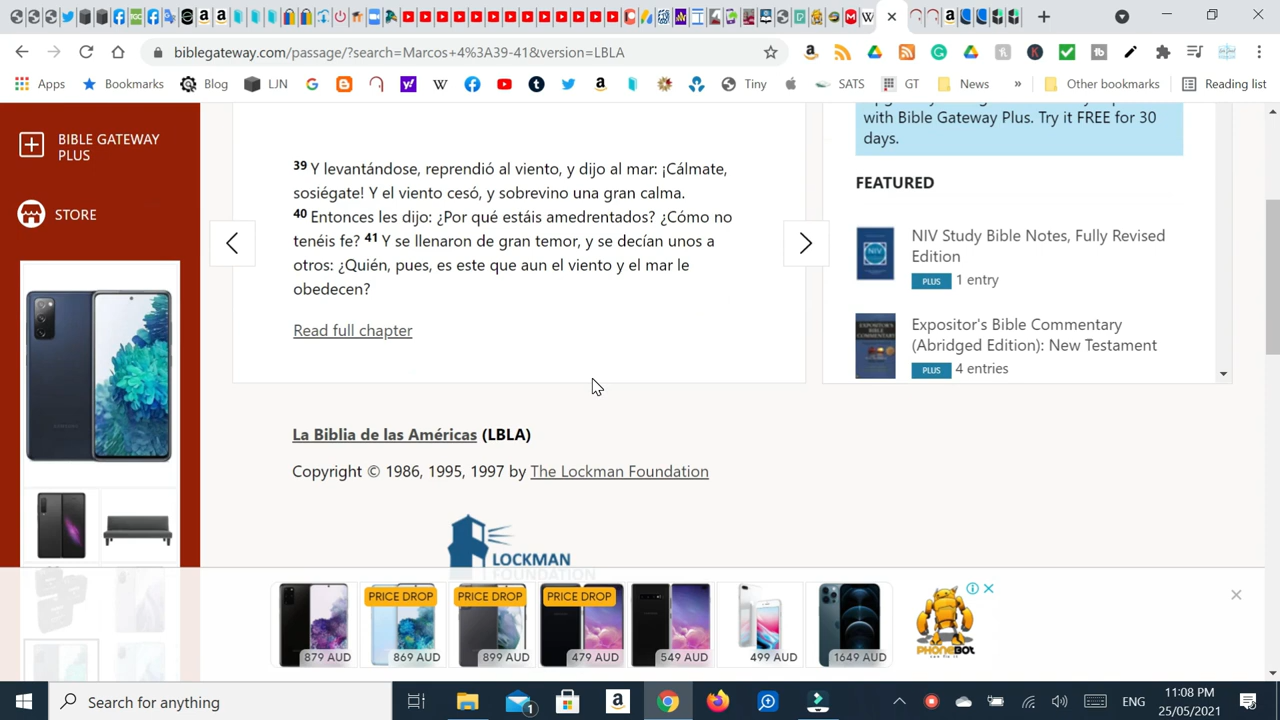 biblegateway.com/passage/?search=Marcos+4%3A39-41&version=LBLA
Apps
Bookmarks
Blog
LJN
Tiny
SATS
GT
News
»
Other bookmarks
Reading list
BIBLE GATEWAY
PLUS
STORE
39 Y levantándose, reprendió al viento, y dijo al mar: ¡Cálmate,
sosiégate! Y el viento cesó, y sobrevino una gran calma.
40 Entonces les dijo: ¿Por qué estáis amedrentados? ¿Cómo no
tenéis fe? 41 Y se llenaron de gran temor, y se decían unos a
otros: ¿Quién, pues, es este que aun el viento y el mar le
obedecen?
Read full chapter
with Bible Gateway Plus. Try it FREE for 30
days.
FEATURED
NIV Study Bible Notes, Fully Revised
Edition
PLUS 1 entry
Expositor's Bible Commentary
(Abridged Edition): New Testament
PLUS 4 entries
La Biblia de las Américas (LBLA)
Copyright © 1986, 1995, 1997 by The Lockman Foundation
LOCKMAN
FOUNDATION
PRICE DROP
PRICE DROP
PRICE DROP
879 AUD
869 AUD
899 AUD
479 AUD
549 AUD
499 AUD
1649 AUD
PHONEBOT
Search for anything
ENG
11:08 PM
25/05/2021